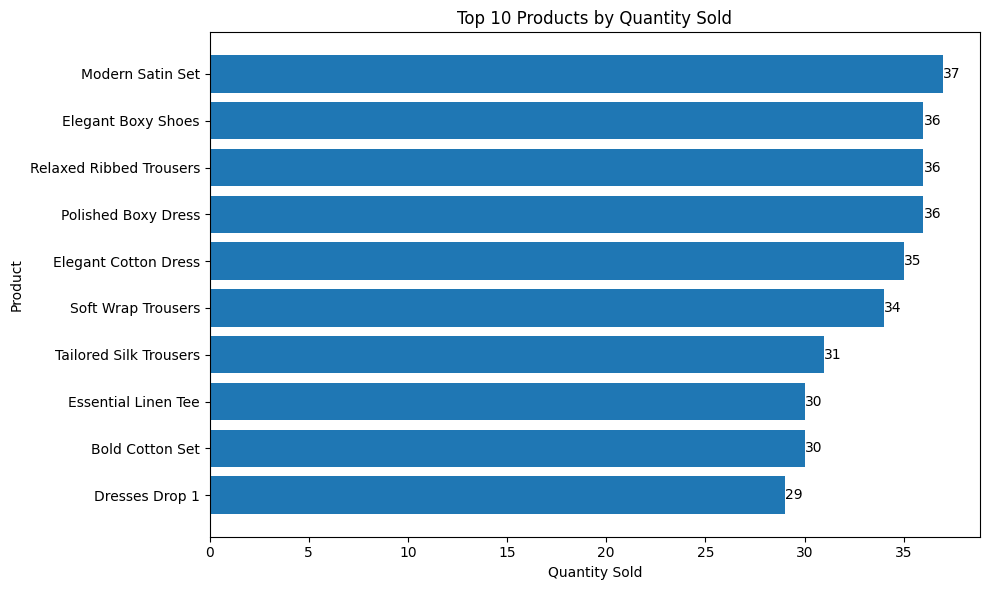 Top 10 Products by Quantity Sold
Product
Modern Satin Set 37
Elegant Boxy Shoes 36
Relaxed Ribbed Trousers 36
Polished Boxy Dress 36
Elegant Cotton Dress 35
Soft Wrap Trousers 34
Tailored Silk Trousers 31
Essential Linen Tee 30
Bold Cotton Set 30
Dresses Drop 1 29
0 5 10 15 20 25 30 35
Quantity Sold